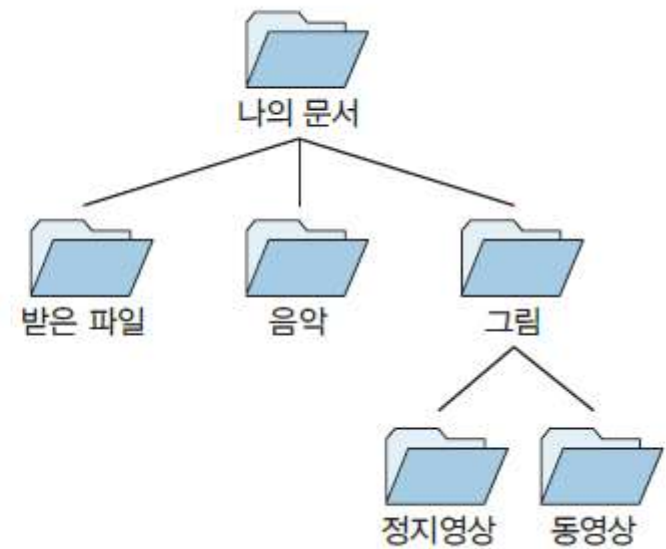 나의 문서
받은 파일
음악
그림
정지영상
동영상